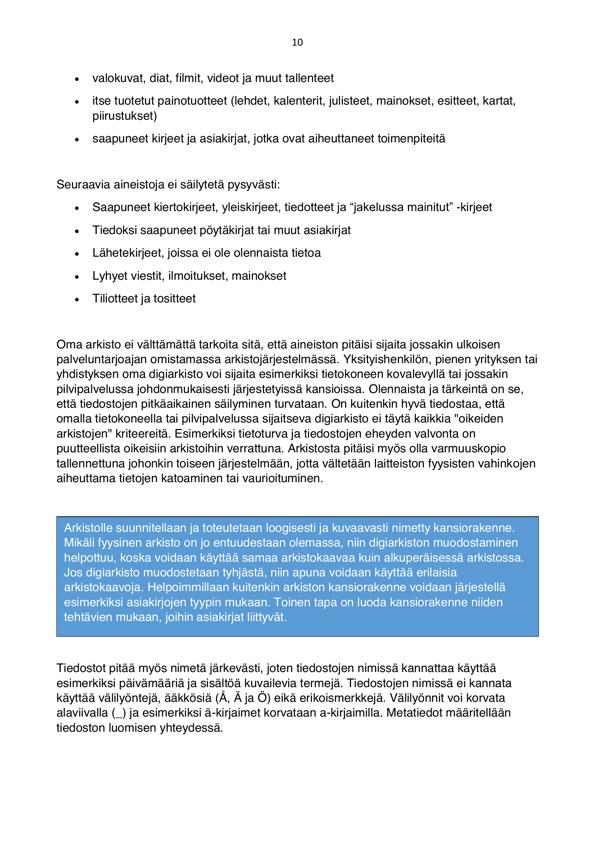 10
• valokuvat, diat, filmit, videot ja muut tallenteet
• itse tuotetut painotuotteet (lehdet, kalenterit, julisteet, mainokset, esitteet, kartat,
piirustukset)
• saapuneet kirjeet ja asiakirjat, jotka ovat aiheuttaneet toimenpiteitä
Seuraavia aineistoja ei säilytetä pysyvästi:
• Saapuneet kiertokirjeet, yleiskirjeet, tiedotteet ja “jakelussa mainitut” -kirjeet
• Tiedoksi saapuneet pöytäkirjat tai muut asiakirjat
• Lähetekirjeet, joissa ei ole olennaista tietoa
• Lyhyet viestit, ilmoitukset, mainokset
• Tiliotteet ja tositteet
Oma arkisto ei välttämättä tarkoita sitä, että aineiston pitäisi sijaita jossakin ulkoisen
palveluntarjoajan omistamassa arkistojärjestelmässä. Yksityishenkilön, pienen yrityksen tai
yhdistyksen oma digiarkisto voi sijaita esimerkiksi tietokoneen kovalevyllä tai jossakin
pilvipalvelussa johdonmukaisesti järjestetyissä kansioissa. Olennaista ja tärkeintä on se,
että tiedostojen pitkäaikainen säilyminen turvataan. On kuitenkin hyvä tiedostaa, että
omalla tietokoneella tai pilvipalvelussa sijaitseva digiarkisto ei täytä kaikkia "oikeiden
arkistojen" kriteereitä. Esimerkiksi tietoturva ja tiedostojen eheyden valvonta on
puutteellista oikeisiin arkistoihin verrattuna. Arkistosta pitäisi myös olla varmuuskopio
tallennettuna johonkin toiseen järjestelmään, jotta vältetään laitteiston fyysisten vahinkojen
aiheuttama tietojen katoaminen tai vaurioituminen.
Arkistolle suunnitellaan ja toteutetaan loogisesti ja kuvaavasti nimetty kansiorakenne.
Mikäli fyysinen arkisto on jo entuudestaan olemassa, niin digiarkiston muodostaminen
helpottuu, koska voidaan käyttää samaa arkistokaavaa kuin alkuperäisessä arkistossa.
Jos digiarkisto muodostetaan tyhjästä, niin apuna voidaan käyttää erilaisia
arkistokaavoja. Helpoimmillaan kuitenkin arkiston kansiorakenne voidaan järjestellä
esimerkiksi asiakirjojen tyypin mukaan. Toinen tapa on luoda kansiorakenne niiden
tehtävien mukaan, joihin asiakirjat liittyvät.
Tiedostot pitää myös nimetä järkevästi, joten tiedostojen nimissä kannattaa käyttää
esimerkiksi päivämääriä ja sisältöä kuvailevia termejä. Tiedostojen nimissä ei kannata
käyttää välilyöntejä, ääkkösiä (Å, Ä ja Ö) eikä erikoismerkkejä. Välilyönnit voi korvata
alaviivalla (_) ja esimerkiksi ä-kirjaimet korvataan a-kirjaimilla. Metatiedot määritellään
tiedoston luomisen yhteydessä.